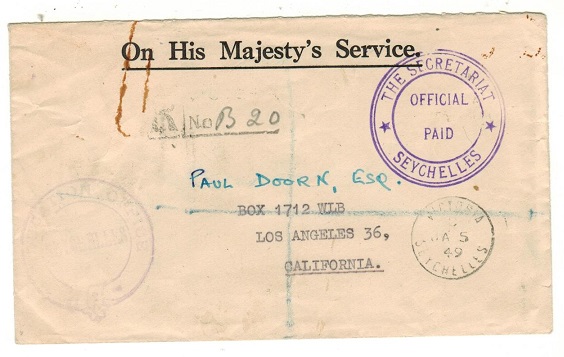 On His Majesty's Service.
THE SECRETARIAT
OFFICIAL
PAID
SEYCHELLES
No B 20
PAUL DOORN, ESQ.
BOX 1712 WLB
LOS ANGELES 36,
CALIFORNIA.
VICTORIA
5
49
SEYCHELLES